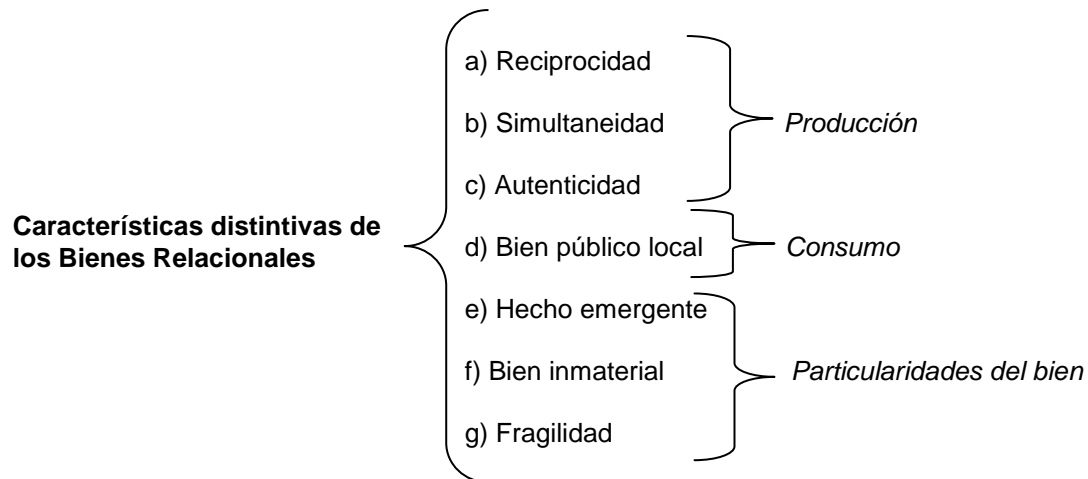 a) Reciprocidad
b) Simultaneidad
Producción
c) Autenticidad
Características distintivas de
los Bienes Relacionales
d) Bien público local
Consumo
e) Hecho emergente
f) Bien inmaterial
Particularidades del bien
g) Fragilidad